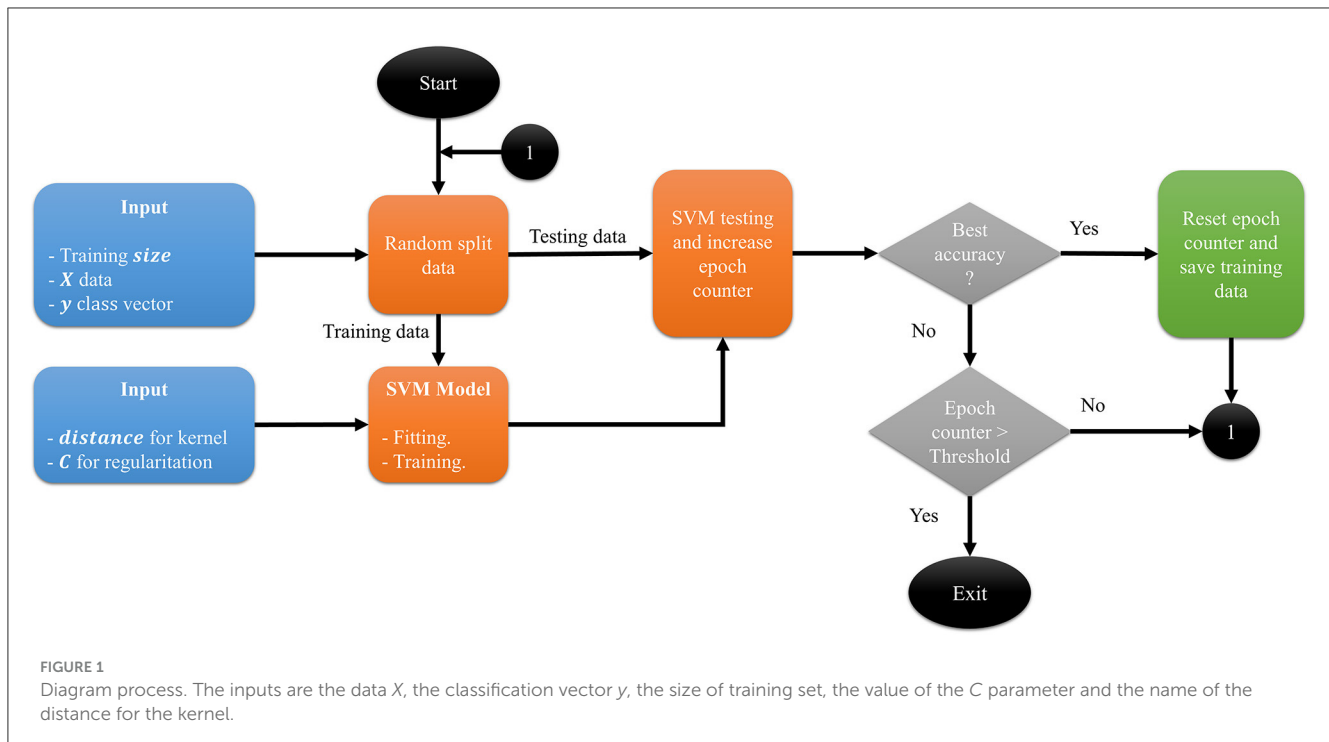 Start
1
Input
- Training size
- X data
- y class vector
Random split
data
Testing data
SVM testing
and increase
epoch
counter
Best
accuracy
?
Yes
Reset epoch
counter and
save training
data
Training data
No
Input
- distance for kernel
- C for regularitation
SVM Model
- Fitting.
- Training.
Epoch
counter >
Threshold
No
1
Yes
Exit
FIGURE 1
Diagram process. The inputs are the data X, the classification vector y, the size of training set, the value of the C parameter and the name of the
distance for the kernel.